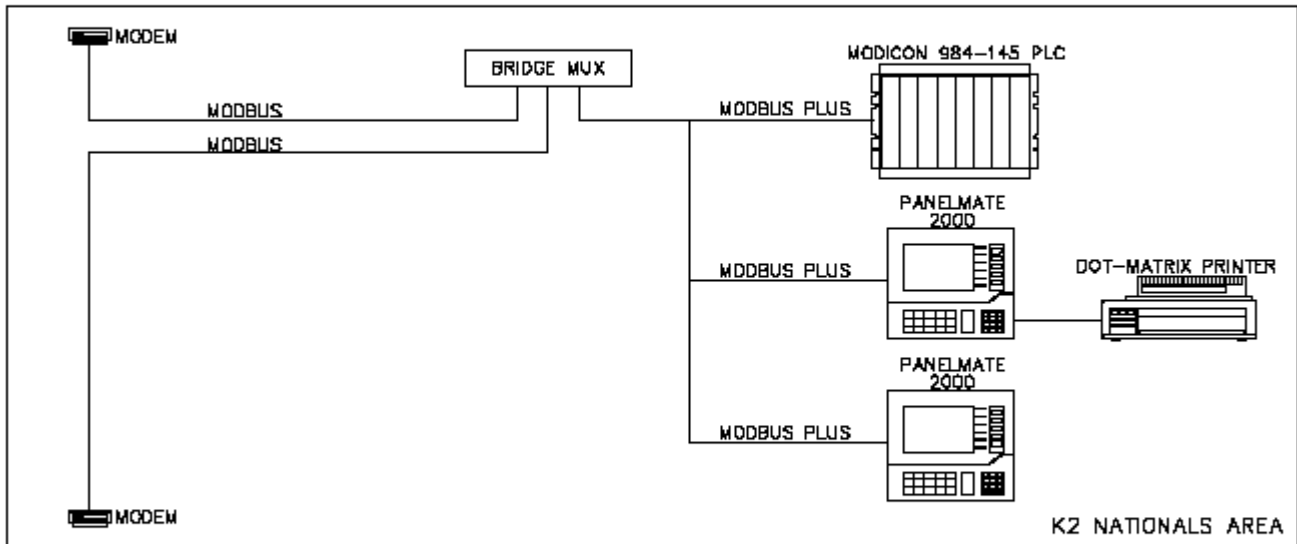 MODEM
BRIDGE MUX
MODICON 984-145 PLC
MODBUS
MODBUS PLUS
MODBUS
PANELMATE
2000
MODBUS PLUS
DOT-MATRIX PRINTER
PANELMATE
2000
MODBUS PLUS
MODEM
K2 NATIONALS AREA